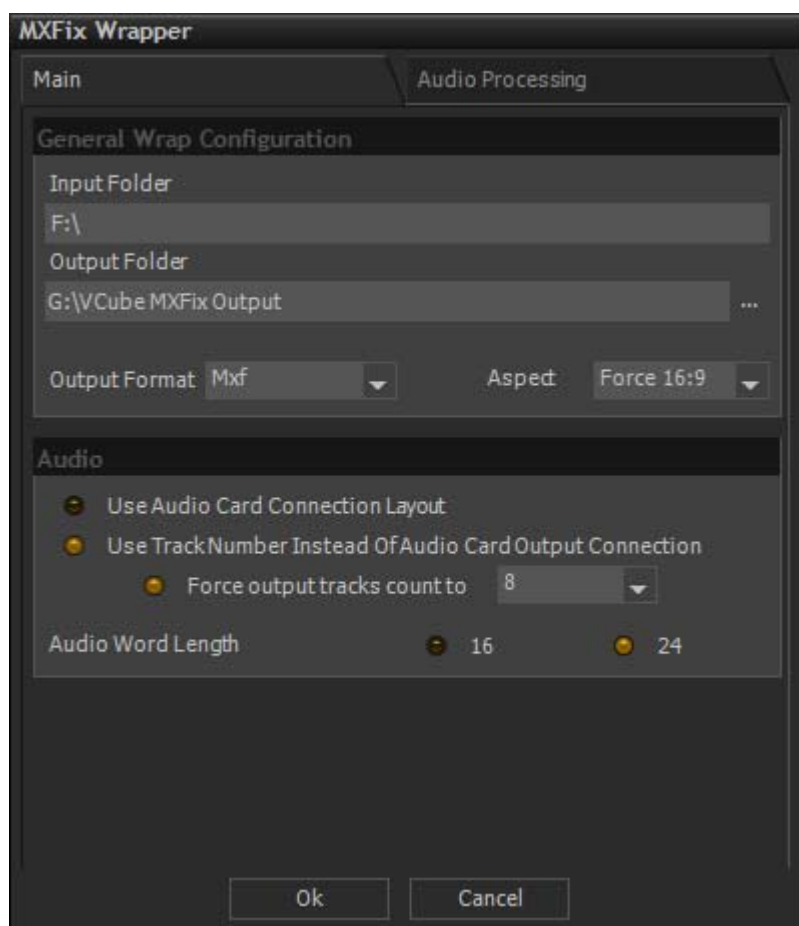 MXFix Wrapper
Main
Audio Processing
General Wrap Configuration
Input Folder
F:\
Output Folder
G:\VCube MXFix Output
...
Output Format Mxf Aspect Force 16:9
Audio
Use Audio Card Connection Layout
Use Track Number Instead Of Audio Card Output Connection
Force output tracks count to 8
Audio Word Length 16 24
Ok Cancel